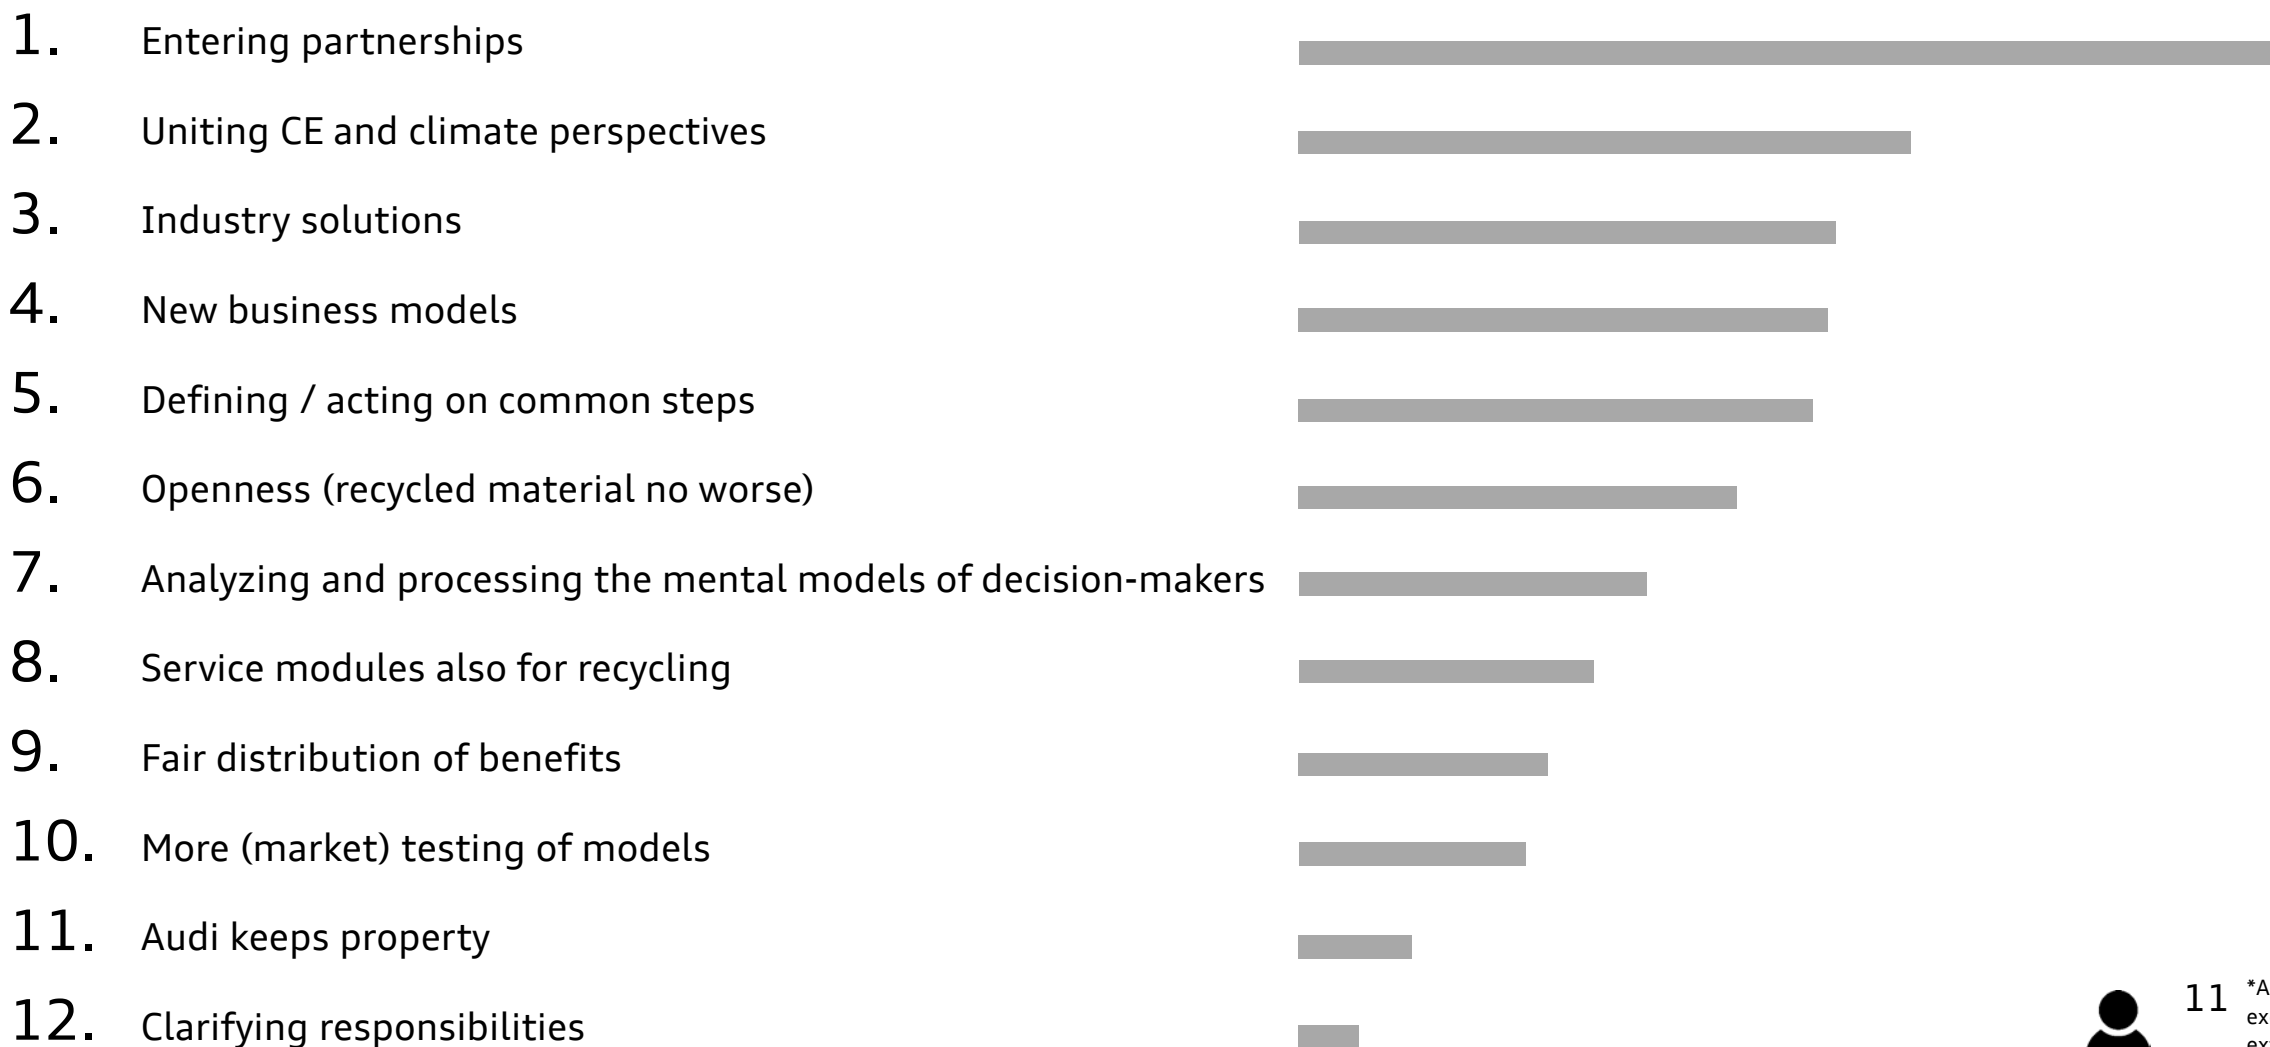 1. Entering partnerships
2. Uniting CE and climate perspectives
3. Industry solutions
4. New business models
5. Defining / acting on common steps
6. Openness (recycled material no worse)
7. Analyzing and processing the mental models of decision-makers
8. Service modules also for recycling
9. Fair distribution of benefits
10. More (market) testing of models
11. Audi keeps property
12. Clarifying responsibilities
11
*A
ex